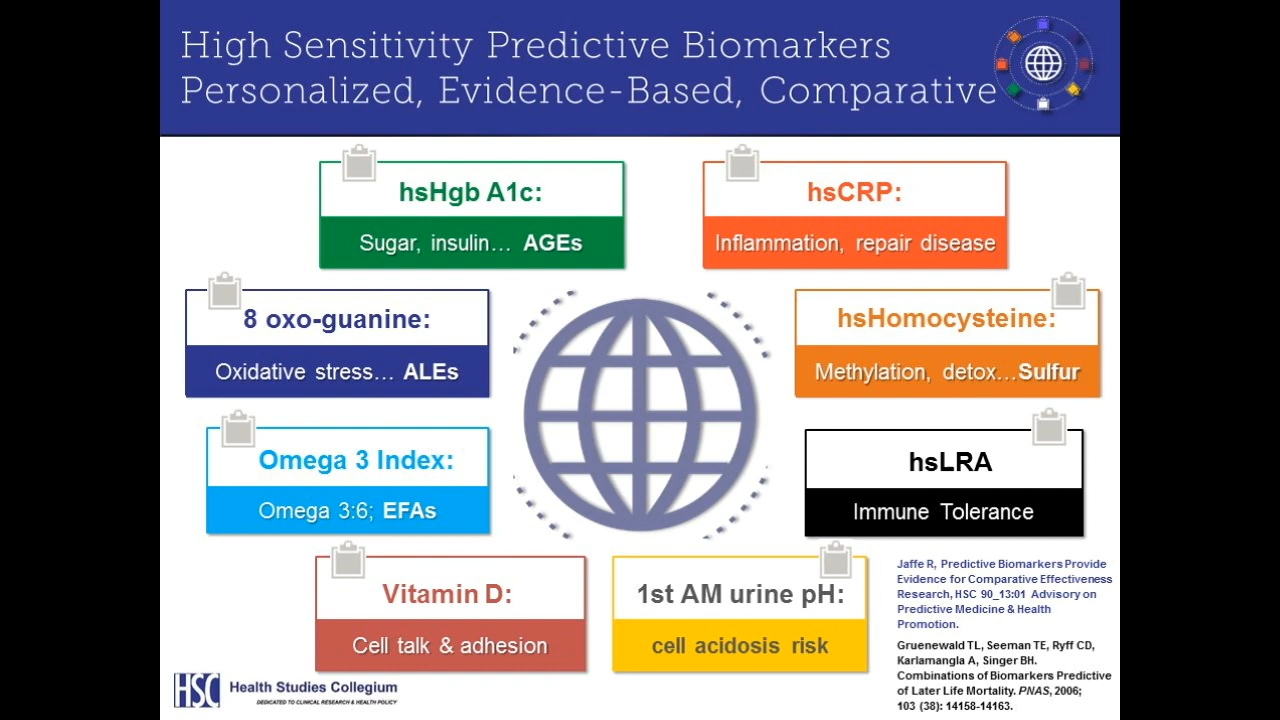 High Sensitivity Predictive Biomarkers
Personalized, Evidence-Based, Comparative
hsHgb A1c:
Sugar, insulin… AGEs
hsCRP:
Inflammation, repair disease
8 oxo-guanine:
Oxidative stress… ALEs
hsHomocysteine:
Methylation, detox…Sulfur
Omega 3 Index:
Omega 3:6; EFAs
hsLRA
Immune Tolerance
Vitamin D:
Cell talk & adhesion
1st AM urine pH:
cell acidosis risk
Jaffe R, Predictive Biomarkers Provide
Evidence for Comparative Effectiveness
Research, HSC 90_13:01 Advisory on
Predictive Medicine & Health
Promotion.
Gruenewald TL, Seeman TE, Ryff CD,
Karlamangla A, Singer BH.
Combinations of Biomarkers Predictive
of Later Life Mortality. PNAS, 2006;
103 (38): 14158-14163.
HSC Health Studies Collegium
DEDICATED TO CLINICAL RESEARCH & HEALTH POLICY